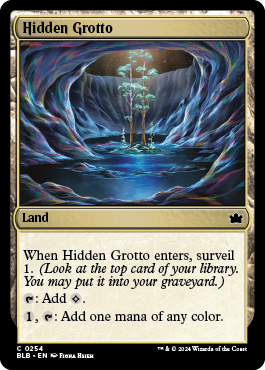 Hidden Grotto
Land
When Hidden Grotto enters, surveil
1. (Look at the top card of your library.
You may put it into your graveyard.)
: Add .
1, : Add one mana of any color.
C 0254
BLB • EN Fiona Hsieh
™ & © 2024 Wizards of the Coast